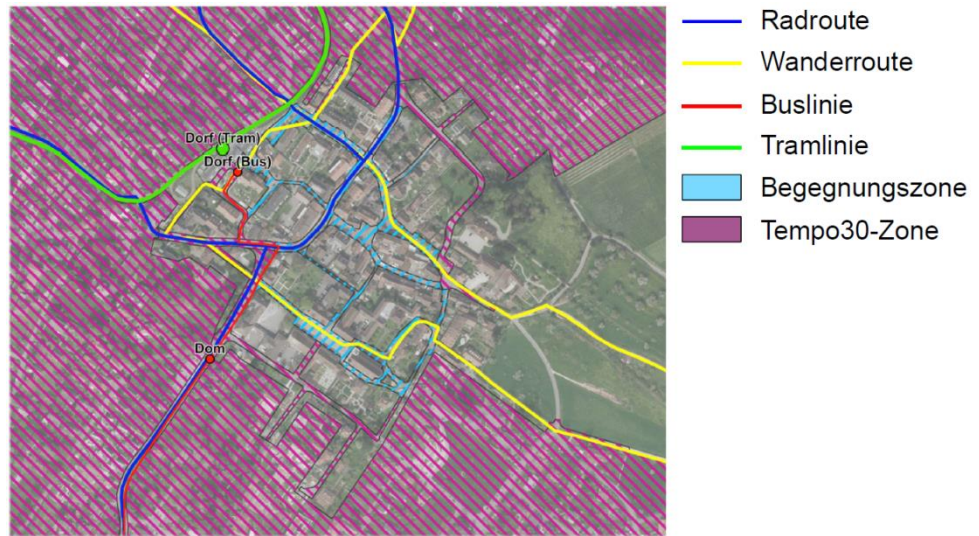 Radroute
Wanderroute
Buslinie
Tramlinie
Begegnungszone
Tempo30-Zone
Dorf (Tram)
Dorf (Bus)
Dom